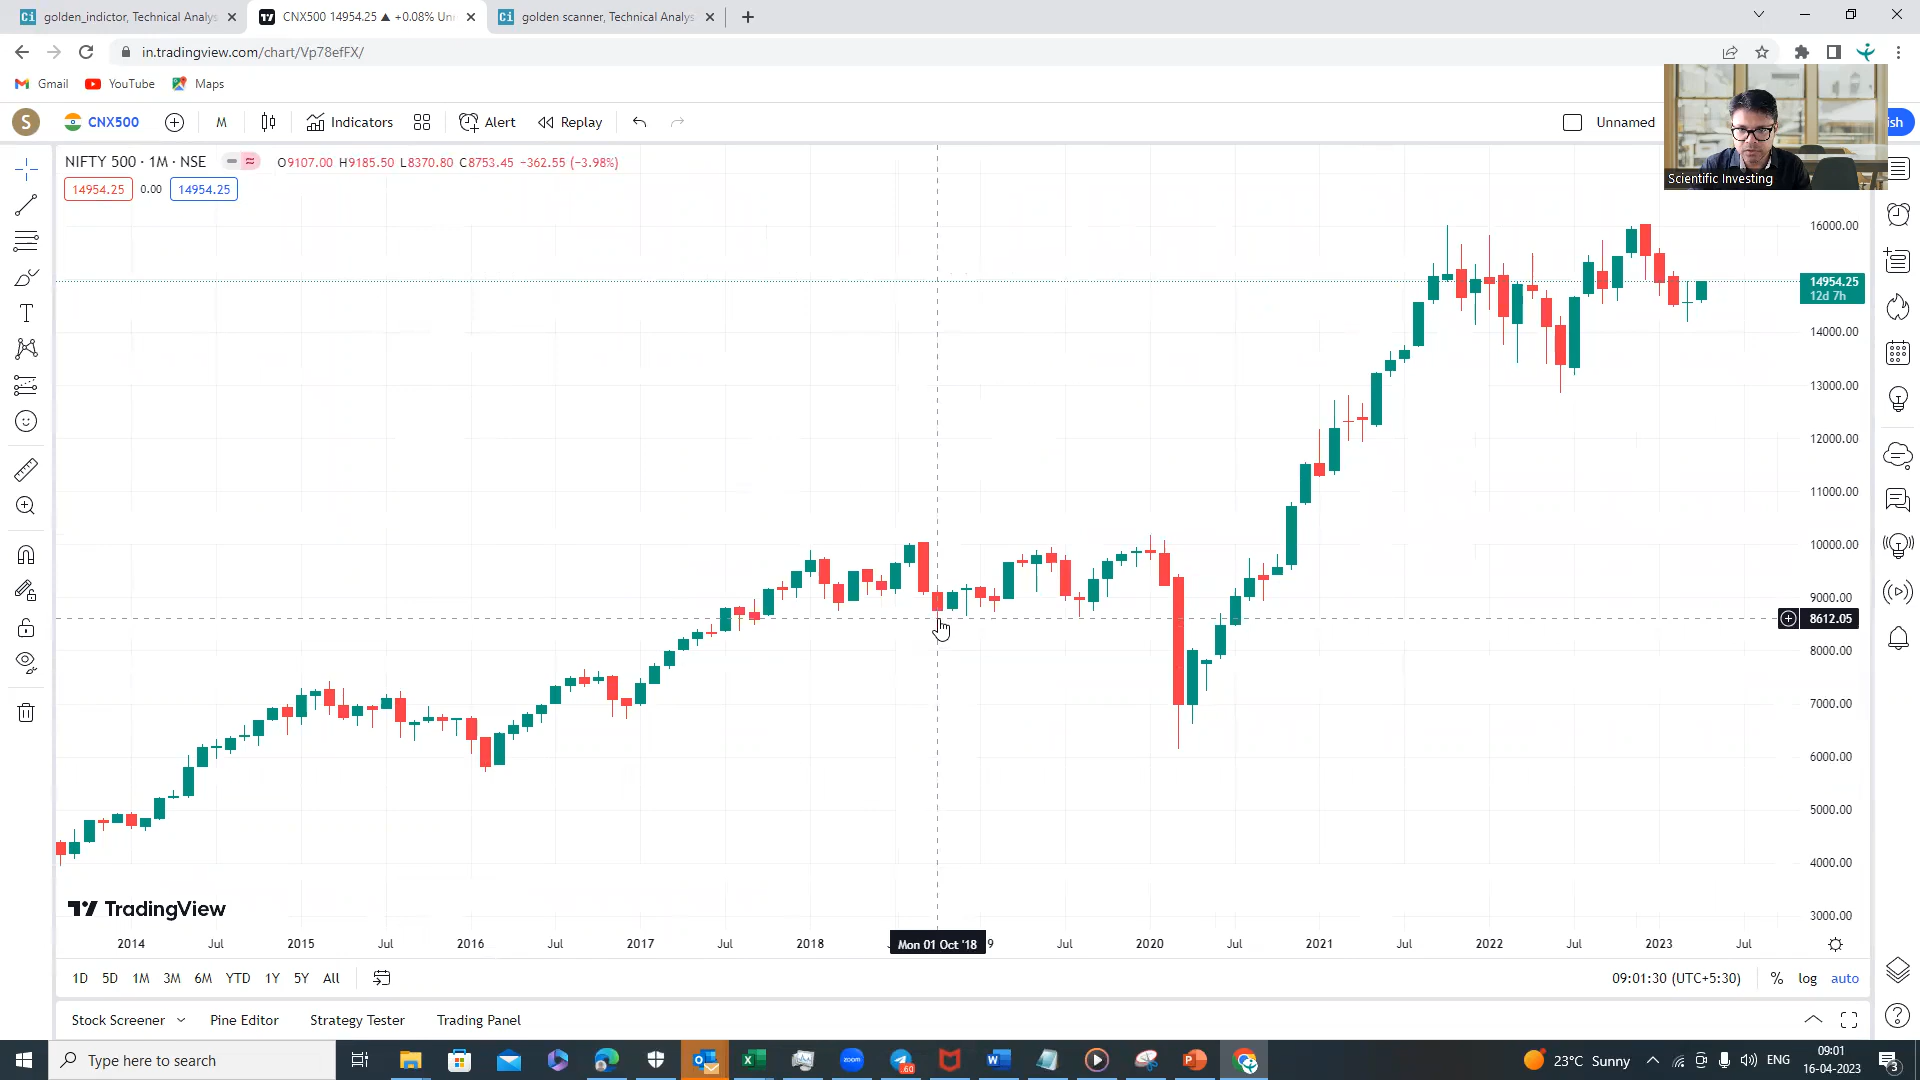 golden_indictor, Technical Analys
CNX500 14954.25 ▲ +0.08% Unn
golden scanner, Technical Analys
in.tradingview.com/chart/Vp78efFX/
Gmail
YouTube
Maps
S
CNX500
M
Indicators
Alert
Replay
Unnamed
ish
Scientific Investing
NIFTY 500 · 1M · NSE
O9107.00 H9185.50 L8370.80 C8753.45 −362.55 (−3.98%)
14954.25
0.00
14954.25
16000.00
14954.25
12d 7h
14000.00
13000.00
12000.00
11000.00
10000.00
9000.00
8612.05
8000.00
7000.00
6000.00
5000.00
4000.00
3000.00
TradingView
2014
Jul
2015
Jul
2016
Jul
2017
Jul
2018
Mon 01 Oct '18
9
Jul
2020
Jul
2021
Jul
2022
Jul
2023
Jul
1D 5D 1M 3M 6M YTD 1Y 5Y All
09:01:30 (UTC+5:30)
% log auto
Stock Screener
Pine Editor
Strategy Tester
Trading Panel
Type here to search
zoom
.60
23°C Sunny
ENG
09:01
16-04-2023
3